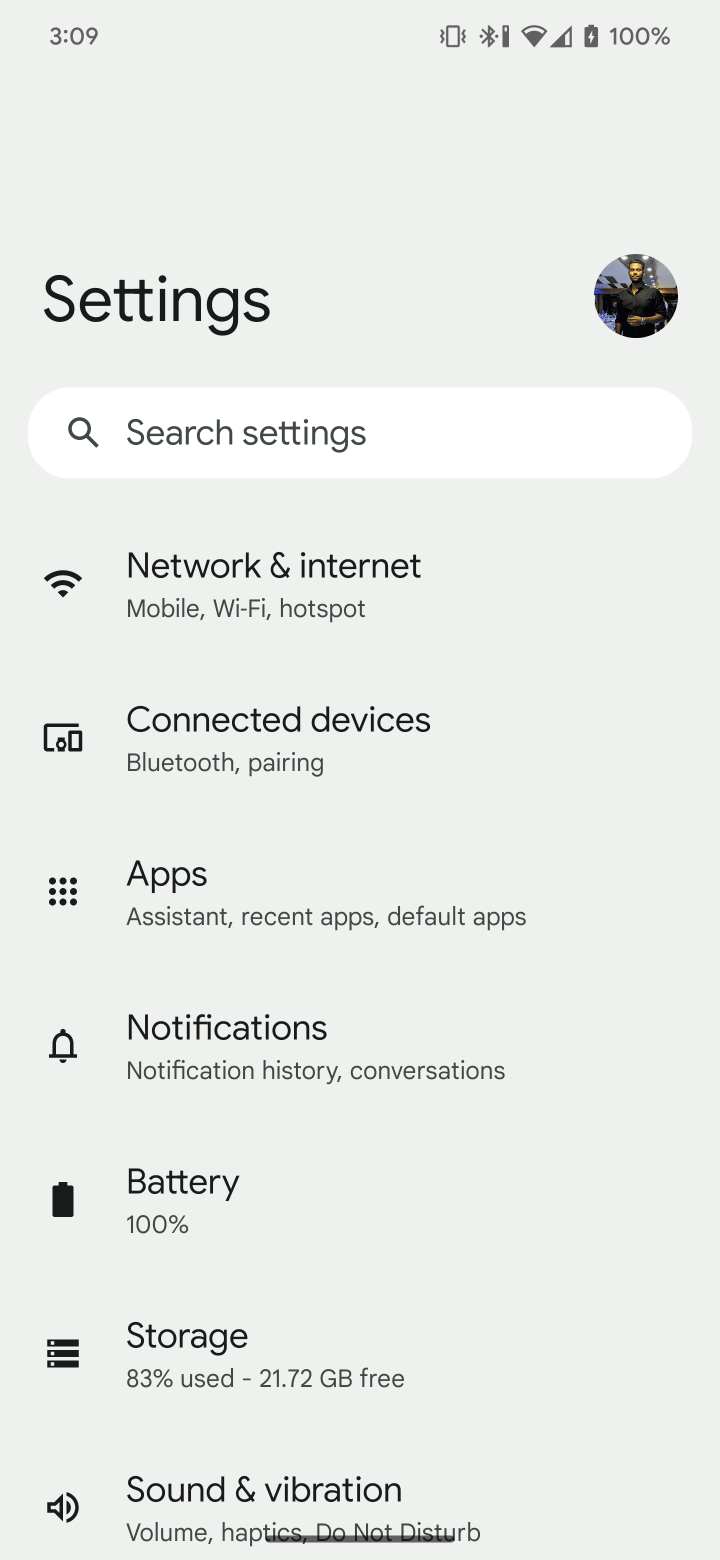 3:09 100%
Settings
Search settings
Network & internet
Mobile, Wi-Fi, hotspot
Connected devices
Bluetooth, pairing
Apps
Assistant, recent apps, default apps
Notifications
Notification history, conversations
Battery
100%
Storage
83% used - 21.72 GB free
Sound & vibration
Volume, haptics, Do Not Disturb